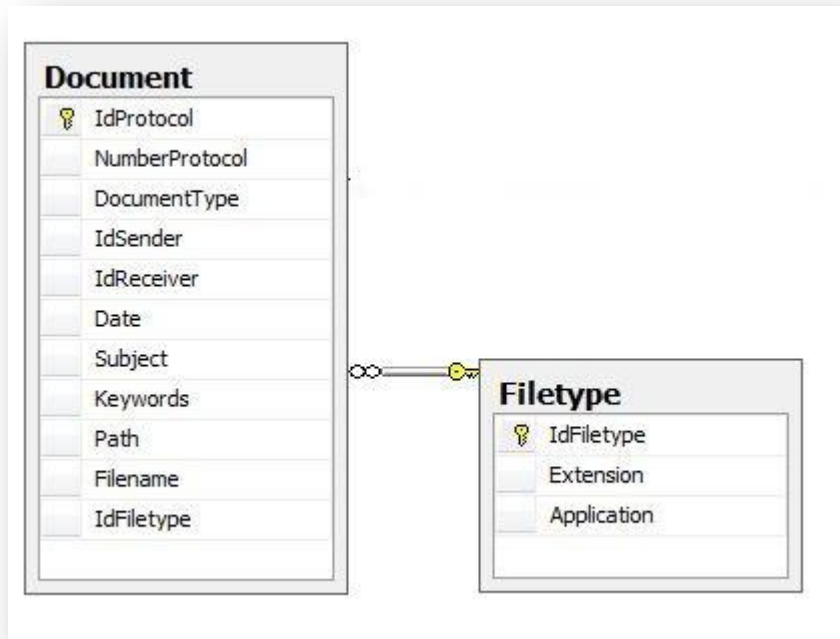 Document
IdProtocol
NumberProtocol
DocumentType
IdSender
IdReceiver
Date
Subject
Keywords
Path
Filename
IdFiletype
Filetype
IdFiletype
Extension
Application